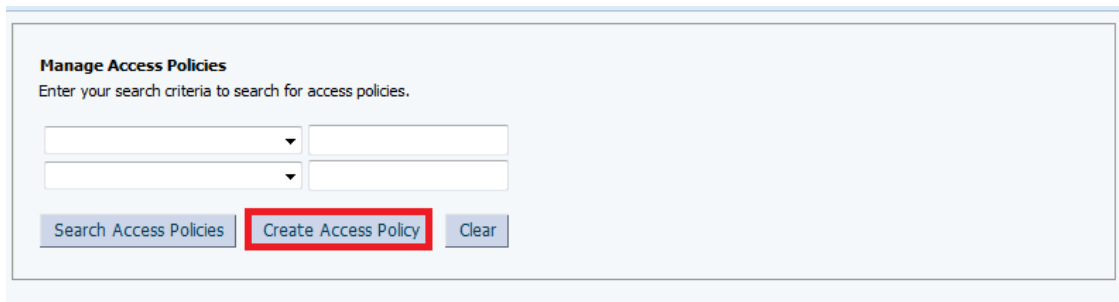 Manage Access Policies
Enter your search criteria to search for access policies.
Search Access Policies Create Access Policy Clear